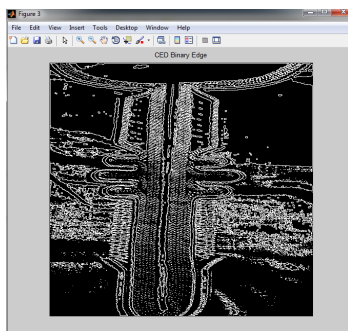 Figure 3
File Edit View Insert Tools Desktop Window Help
CED Binary Edge